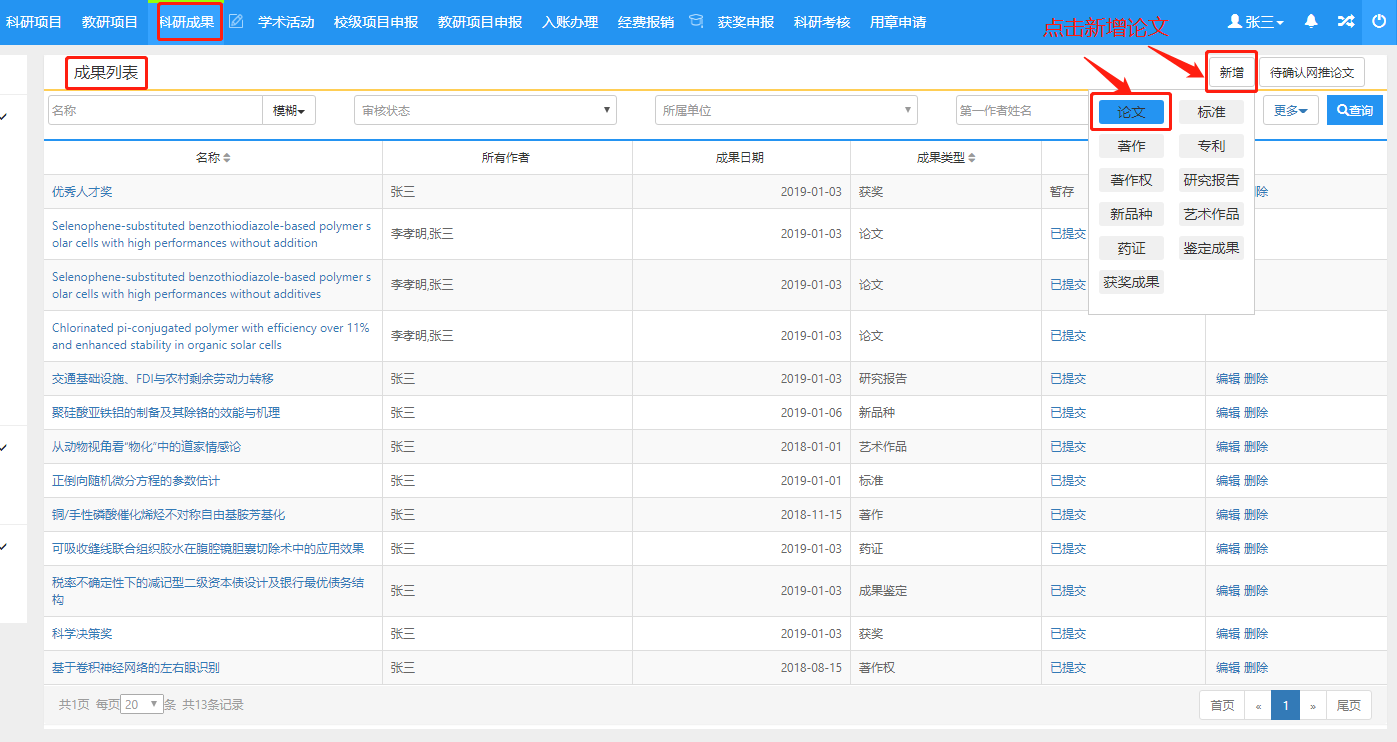 科研项目 教研项目 科研成果 学术活动 校级项目申报 教研项目申报 入账办理 经费报销 获奖申报 科研考核 用章申请 张三
点击新增论文
成果列表 新增 待确认网推论文
名称 模糊 审核状态 所属单位 第一作者姓名 更多 查询
论文 标准
著作 专利
著作权 研究报告
新品种 艺术作品
药证 鉴定成果
获奖成果
名称 所有作者 成果日期 成果类型
优秀人才奖 张三 2019-01-03 获奖 暂存 除
Selenophene-substituted benzothiodiazole-based polymer s
olar cells with high performances without addition 李孝明,张三 2019-01-03 论文 已提交
Selenophene-substituted benzothiodiazole-based polymer s
olar cells with high performances without additives 李孝明,张三 2019-01-03 论文 已提交
Chlorinated pi-conjugated polymer with efficiency over 11%
and enhanced stability in organic solar cells 李孝明,张三 2019-01-03 论文 已提交
交通基础设施、FDI与农村剩余劳动力转移 张三 2019-01-03 研究报告 已提交 编辑 删除
聚硅酸亚铁铝的制备及其除铬的效能与机理 张三 2019-01-06 新品种 已提交 编辑 删除
从动物视角看“物化”中的道家情感论 张三 2018-01-01 艺术作品 已提交 编辑 删除
正倒向随机微分方程的参数估计 张三 2019-01-01 标准 已提交 编辑 删除
铜/手性磷酸催化烯烃不对称自由基胺芳基化 张三 2018-11-15 著作 已提交 编辑 删除
可吸收缝线联合组织胶水在腹腔镜胆囊切除术中的应用效果 张三 2019-01-03 药证 已提交 编辑 删除
税率不确定性下的减记型二级资本债设计及银行最优债务结
构 张三 2019-01-03 成果鉴定 已提交 编辑 删除
科学决策奖 张三 2019-01-03 获奖 已提交 编辑 删除
基于卷积神经网络的左右眼识别 张三 2018-08-15 著作权 已提交 编辑 删除
共1页 每页 20 条 共13条记录 首页 « 1 » 尾页